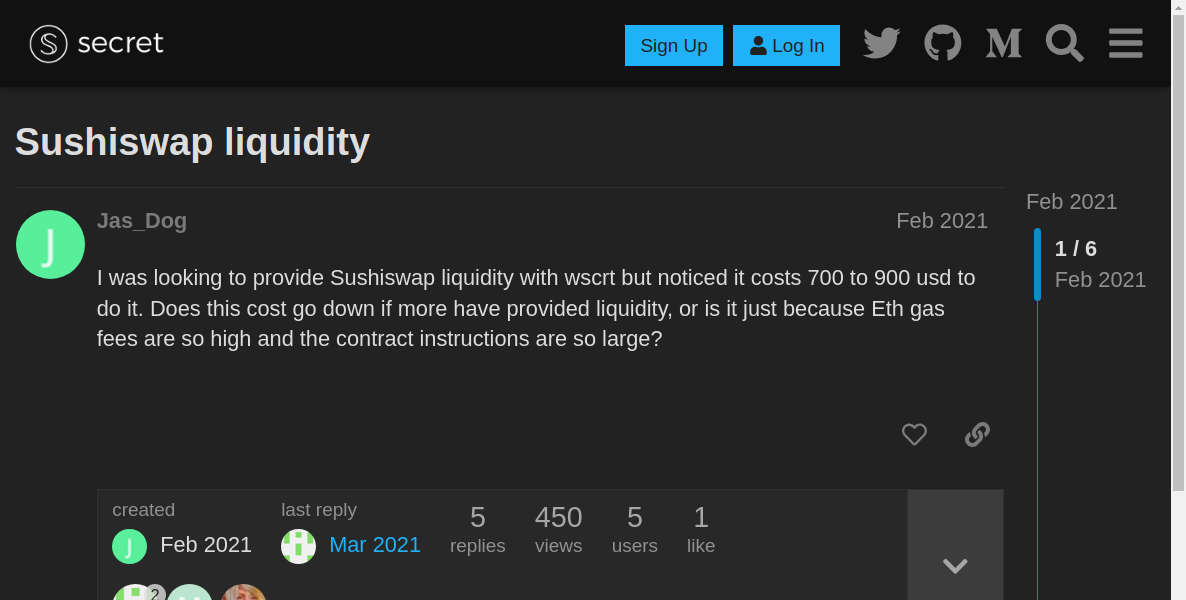 secret
Sign Up
Log In
Sushiswap liquidity
Jas_Dog
Feb 2021
Feb 2021
1 / 6
Feb 2021
I was looking to provide Sushiswap liquidity with wscrt but noticed it costs 700 to 900 usd to
do it. Does this cost go down if more have provided liquidity, or is it just because Eth gas
fees are so high and the contract instructions are so large?
created
J Feb 2021
last reply
Mar 2021
5
replies
450
views
5
users
1
like
2